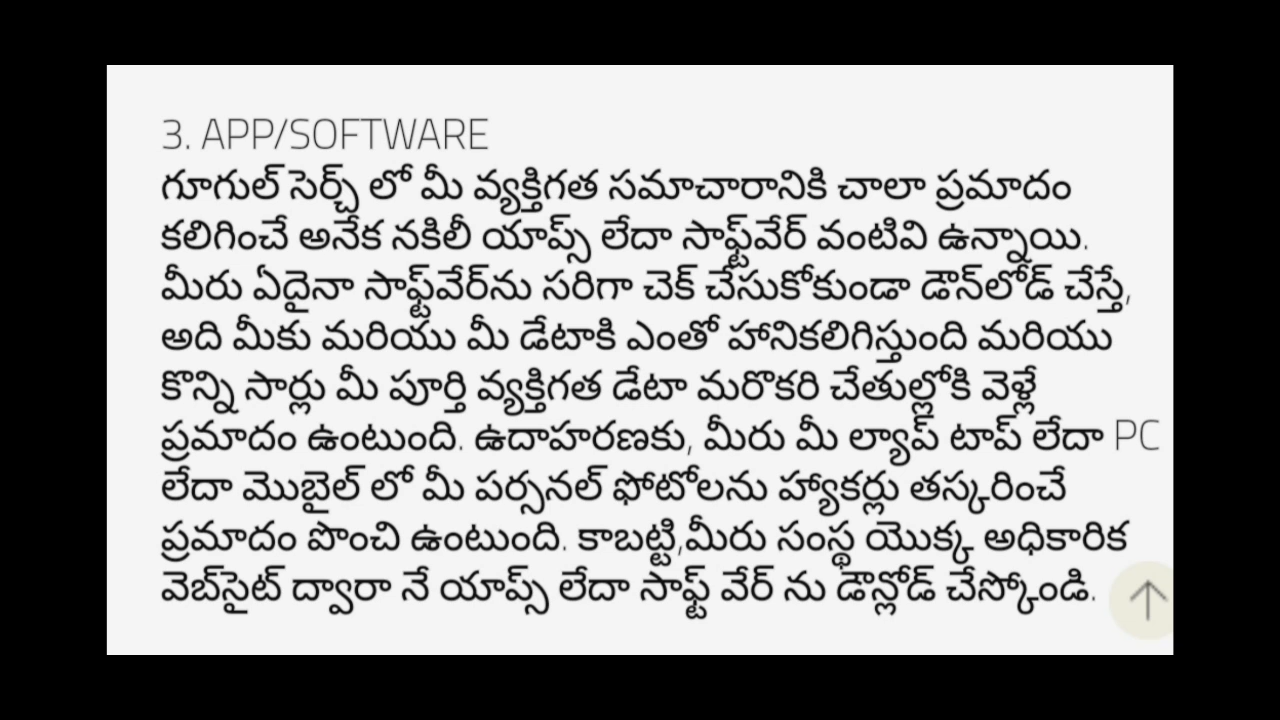 3. APP/SOFTWARE
గూగుల్ సెర్చ్ లో మీ వ్యక్తిగత సమాచారానికి చాలా ప్రమాదం
కలిగించే అనేక నకిలీ యాప్స్ లేదా సాఫ్ట్‌వేర్ వంటివి ఉన్నాయి.
మీరు ఏదైనా సాఫ్ట్‌వేర్‌ను సరిగా చెక్ చేసుకోకుండా డౌన్‌లోడ్ చేస్తే,
అది మీకు మరియు మీ డేటాకి ఎంతో హానికలిగిస్తుంది మరియు
కొన్ని సార్లు మీ పూర్తి వ్యక్తిగత డేటా మరొకరి చేతుల్లోకి వెళ్లే
ప్రమాదం ఉంటుంది. ఉదాహరణకు, మీరు మీ ల్యాప్ టాప్ లేదా PC
లేదా మొబైల్ లో మీ పర్సనల్ ఫోటోలను హ్యాకర్లు తస్కరించే
ప్రమాదం పొంచి ఉంటుంది. కాబట్టి,మీరు సంస్థ యొక్క అధికారిక
వెబ్‌సైట్ ద్వారా నే యాప్స్ లేదా సాఫ్ట్ వేర్ ను డౌన్లోడ్ చేస్కోండి.